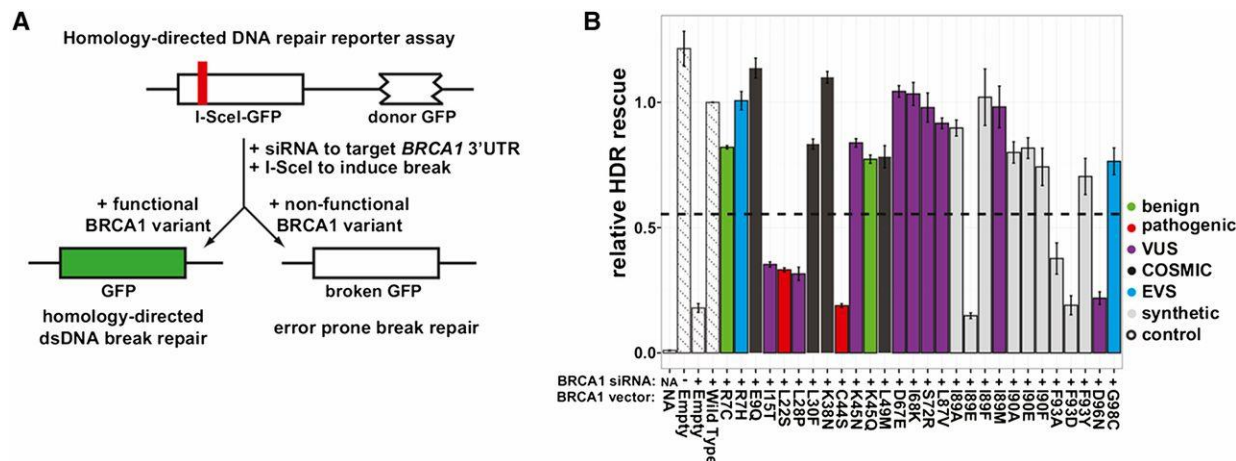 A
Homology-directed DNA repair reporter assay
I-SceI-GFP
donor GFP
+ siRNA to target BRCA1 3'UTR
+ I-SceI to induce break
+ functional
BRCA1 variant
+ non-functional
BRCA1 variant
GFP
broken GFP
homology-directed
dsDNA break repair
error prone break repair
B
relative HDR rescue
1.0
0.5
0.0
benign
pathogenic
VUS
COSMIC
EVS
synthetic
control
BRCA1 siRNA: NA - + + + + + + + + + + + + + + + + + + + + + + + + + + + + + +
BRCA1 vector: NA Empty Empty Wild Type R7C R7H E9Q I15T L22S L28P L30F K38N C44S K45N K45Q L49M D67E I68K S72R L87V I89A I89E I89F I89M I90A I90E I90F F93A F93D F93Y D96N G98C